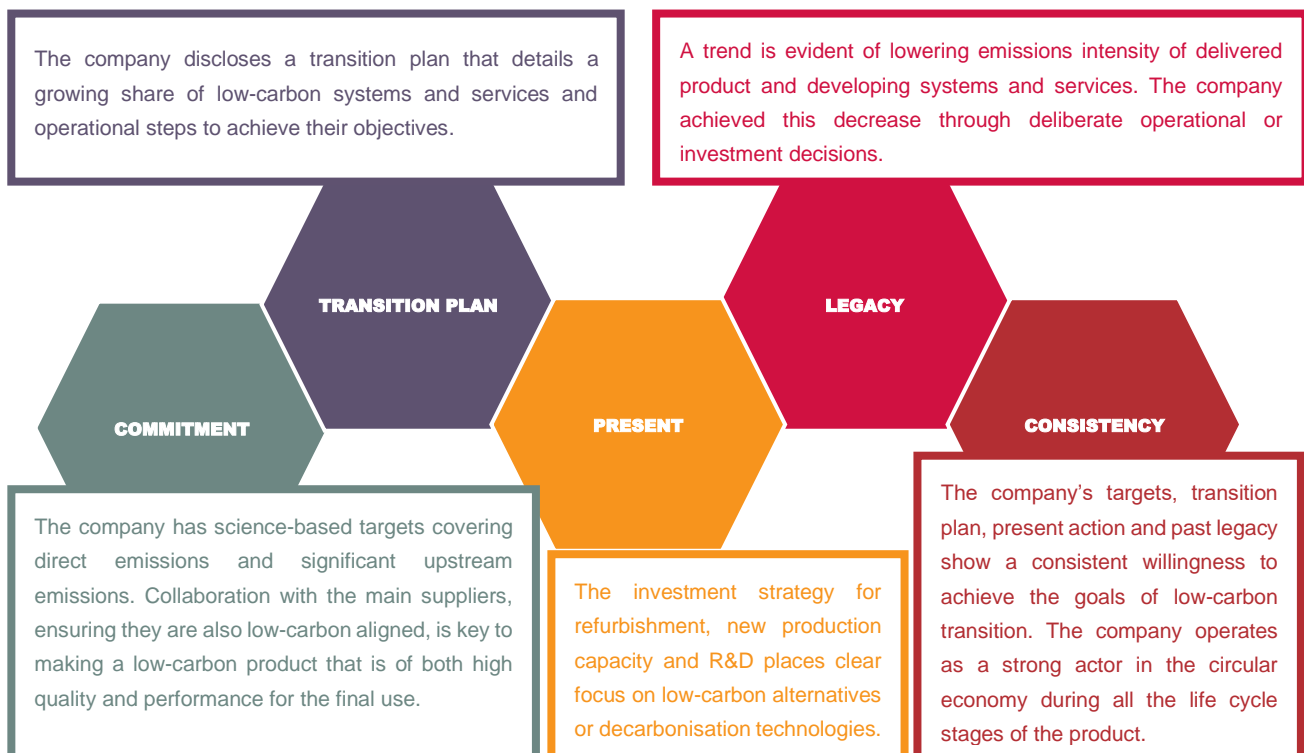 The company discloses a transition plan that details a
growing share of low-carbon systems and services and
operational steps to achieve their objectives.
A trend is evident of lowering emissions intensity of delivered
product and developing systems and services. The company
achieved this decrease through deliberate operational or
investment decisions.
TRANSITION PLAN
LEGACY
COMMITMENT
PRESENT
CONSISTENCY
The company has science-based targets covering
direct emissions and significant upstream
emissions. Collaboration with the main suppliers,
ensuring they are also low-carbon aligned, is key to
making a low-carbon product that is of both high
quality and performance for the final use.
The investment strategy for
refurbishment, new production
capacity and R&D places clear
focus on low-carbon alternatives
or decarbonisation technologies.
The company’s targets, transition
plan, present action and past legacy
show a consistent willingness to
achieve the goals of low-carbon
transition. The company operates
as a strong actor in the circular
economy during all the life cycle
stages of the product.